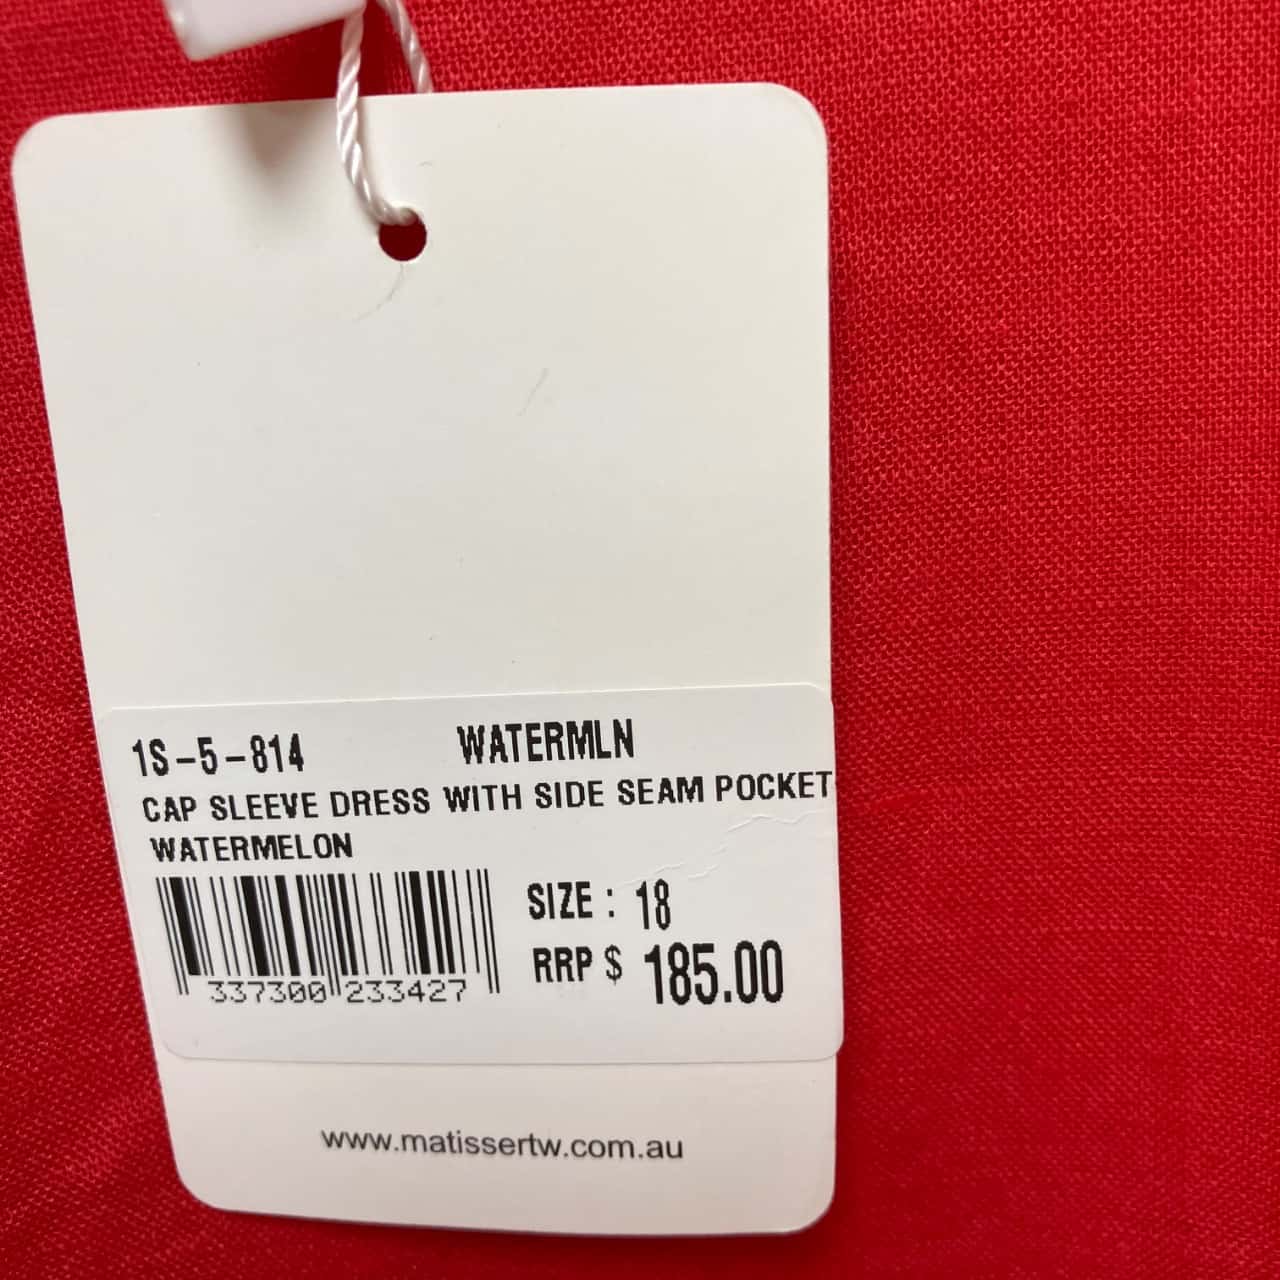 1S-5-814 WATERMLN
CAP SLEEVE DRESS WITH SIDE SEAM POCKET
WATERMELON
SIZE : 18
RRP $ 185.00
337300 233427
www.matissertw.com.au